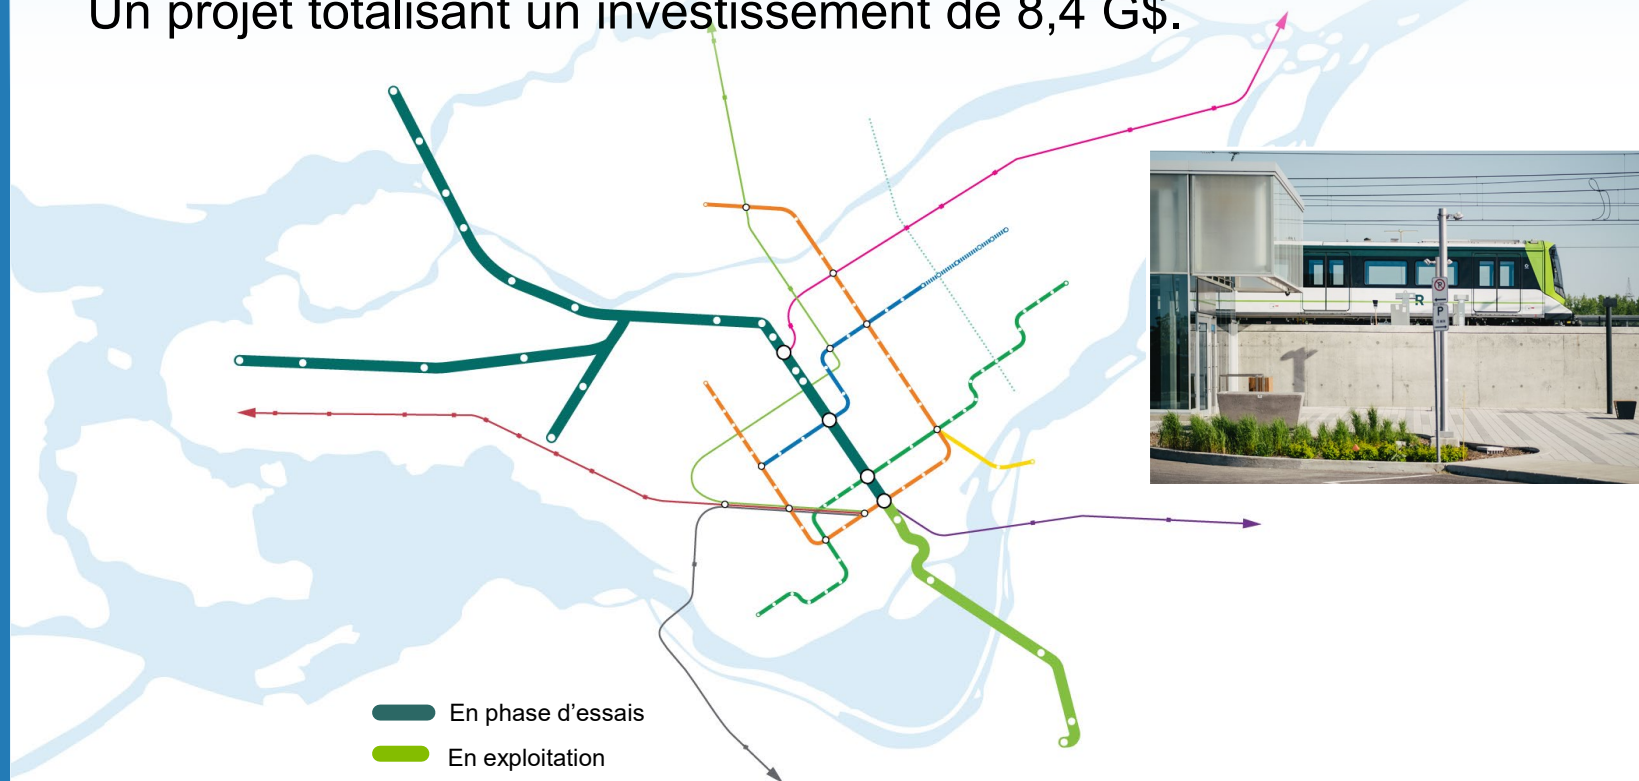 Un projet totalisant un investissement de 8,4 G$.
R
P
En phase d’essais
En exploitation